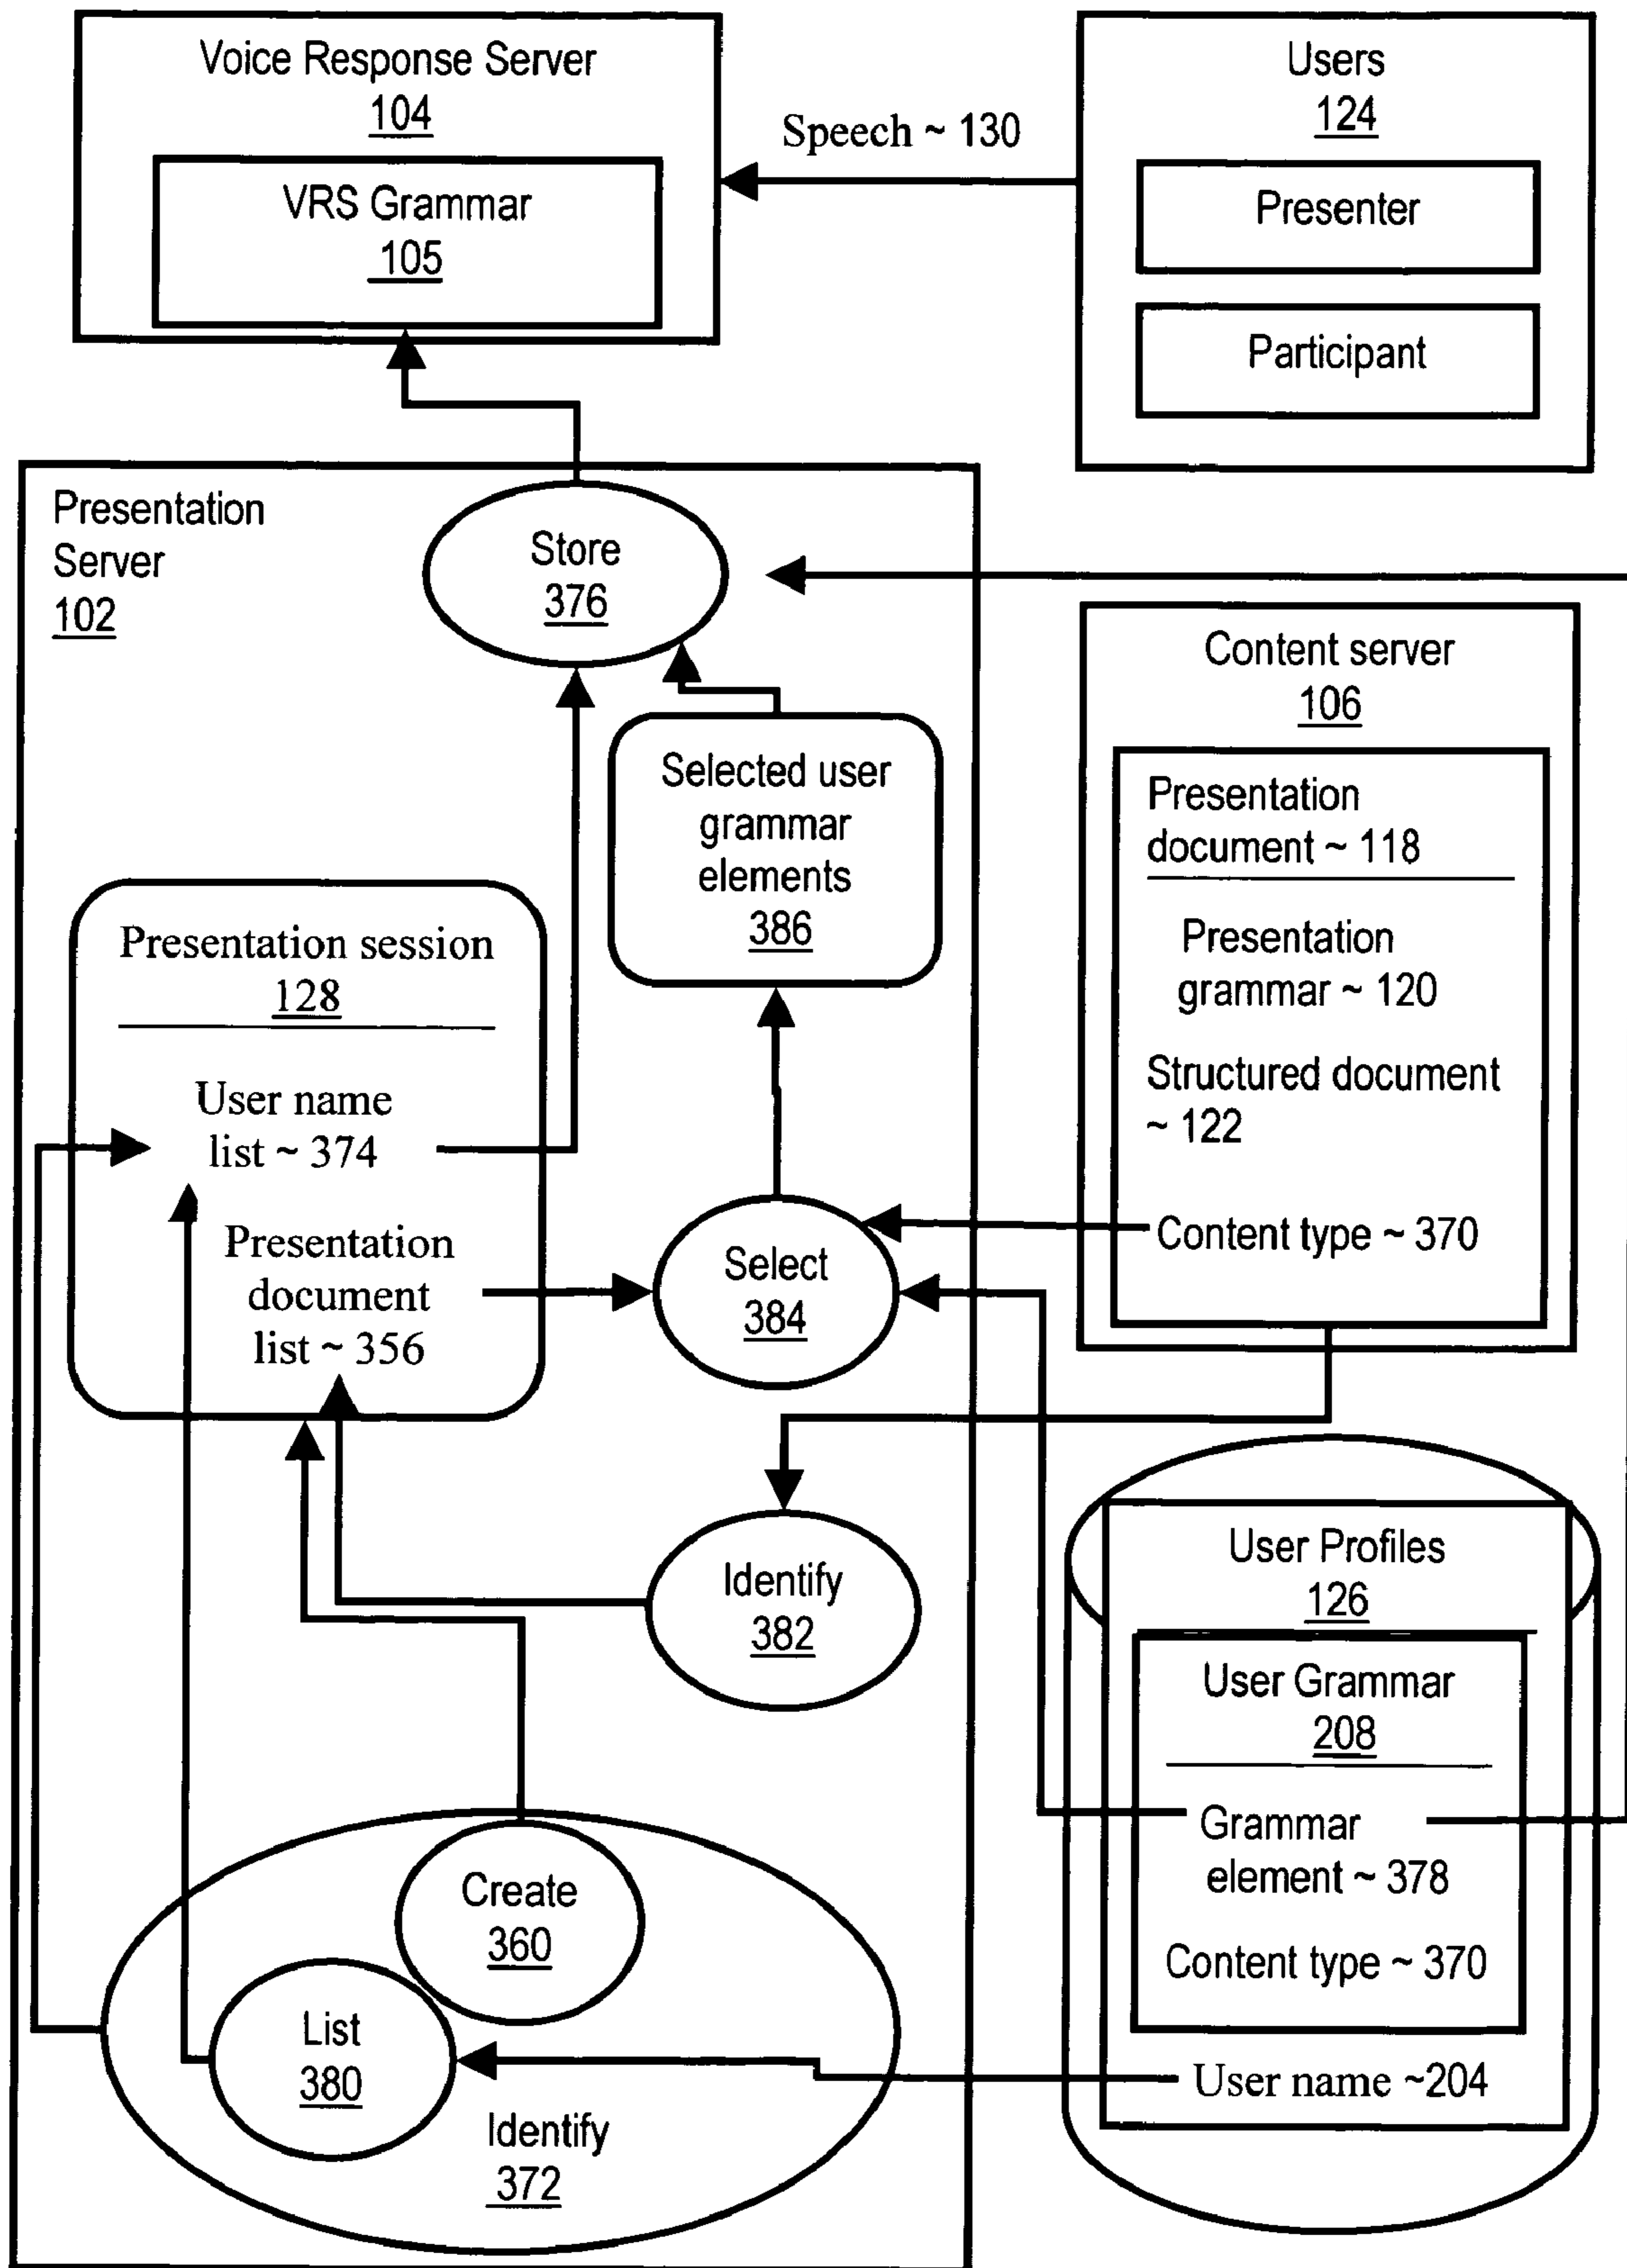 Voice Response Server
104
VRS Grammar
105
Speech ~ 130
Users
124
Presenter
Participant
Presentation
Server
102
Store
376
Selected user
grammar
elements
386
Content server
106
Presentation
document ~ 118
Presentation
grammar ~ 120
Structured document
~ 122
Content type ~ 370
Presentation session
128
User name
list ~ 374
Presentation
document
list ~ 356
Select
384
Identify
382
User Profiles
126
User Grammar
208
Grammar
element ~ 378
Content type ~ 370
User name ~204
Create
360
List
380
Identify
372